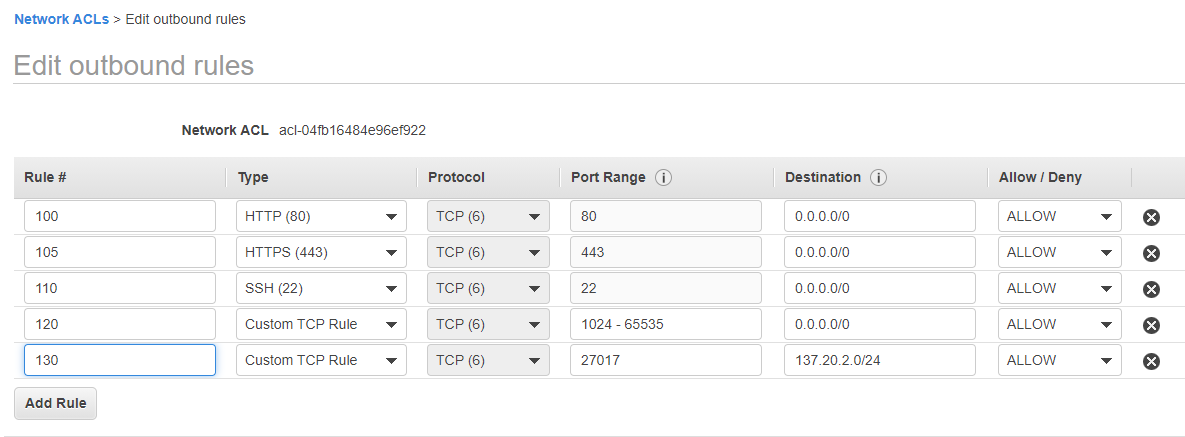 Network ACLs > Edit outbound rules
Edit outbound rules
Network ACL acl-04fb16484e96ef922
Rule # Type Protocol Port Range i Destination i Allow / Deny
100 HTTP (80) TCP (6) 80 0.0.0.0/0 ALLOW
105 HTTPS (443) TCP (6) 443 0.0.0.0/0 ALLOW
110 SSH (22) TCP (6) 22 0.0.0.0/0 ALLOW
120 Custom TCP Rule TCP (6) 1024 - 65535 0.0.0.0/0 ALLOW
130 Custom TCP Rule TCP (6) 27017 137.20.2.0/24 ALLOW
Add Rule